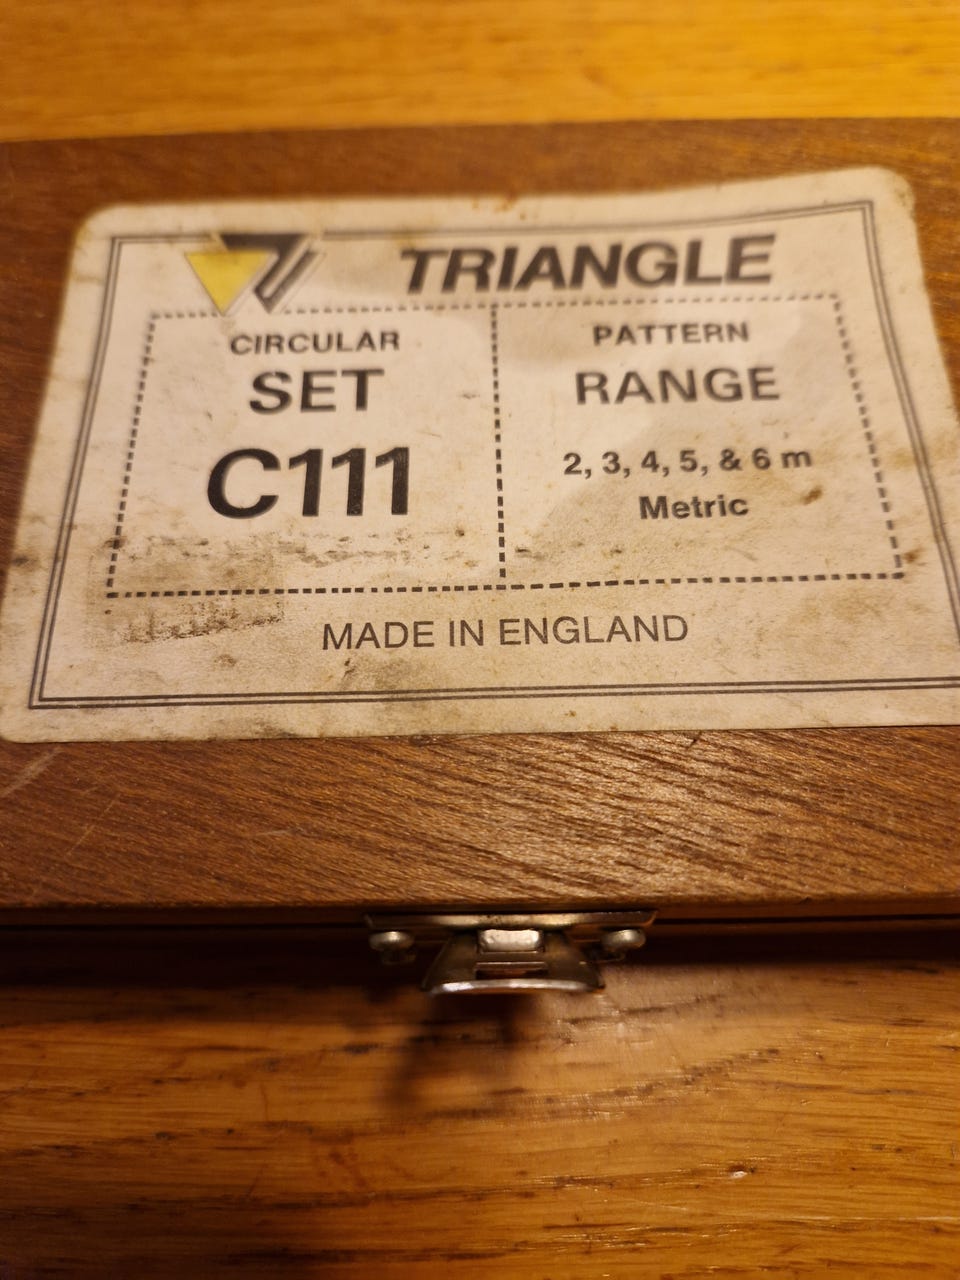 TRIANGLE
CIRCULAR
SET
C111
PATTERN
RANGE
2, 3, 4, 5, & 6 m
Metric
MADE IN ENGLAND